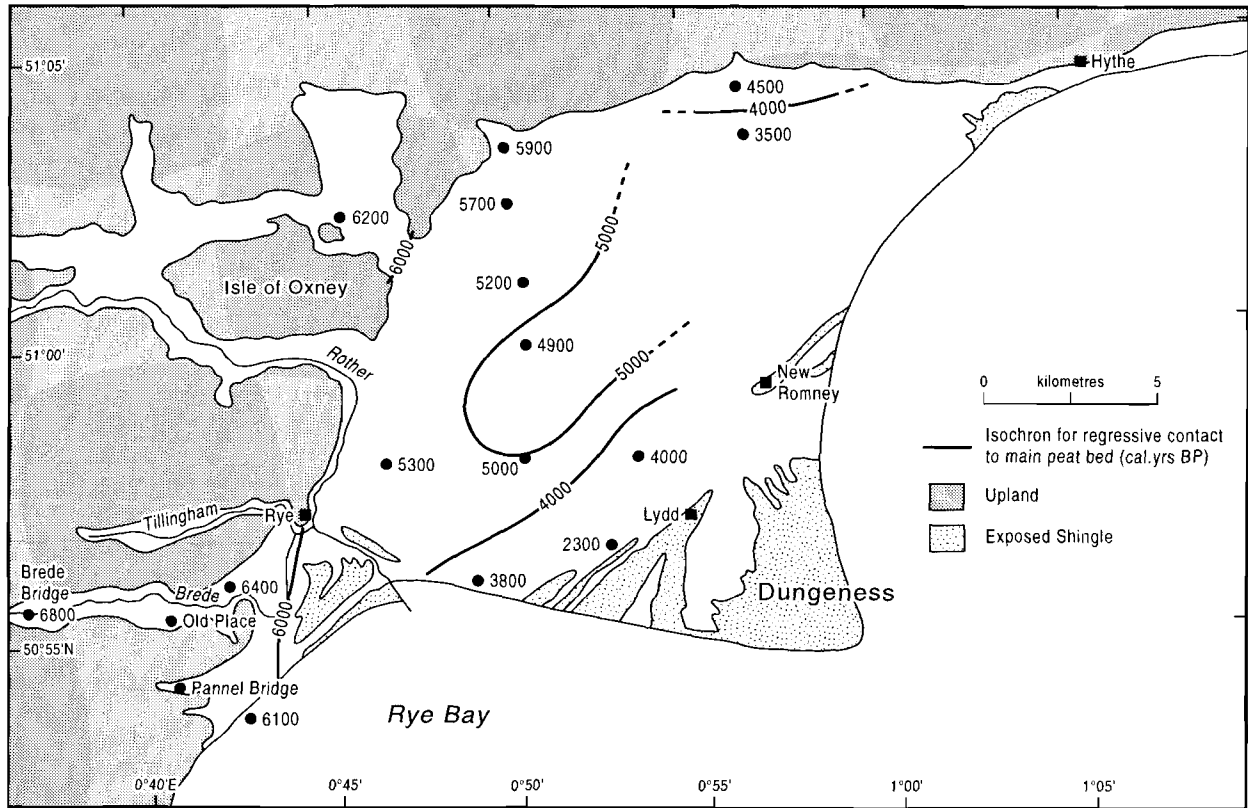 51°05'
Hythe
4500
4000
3500
5900
6200
5700
6000
5000
5200
Isle of Oxney
4900
51°00'
Rother
5000
New
Romney
0 kilometres 5
Isochron for regressive contact
to main peat bed (cal.yrs BP)
Upland
Exposed Shingle
5300
5000
4000
4000
Tillingham
Rye
Lydd
2300
3800
Dungeness
Brede
Bridge
6800
6400
Brede
Old Place
6000
50°55'N
Pannel Bridge
6100
Rye Bay
0°40'E
0°45'
0°50'
0°55'
1°00'
1°05'